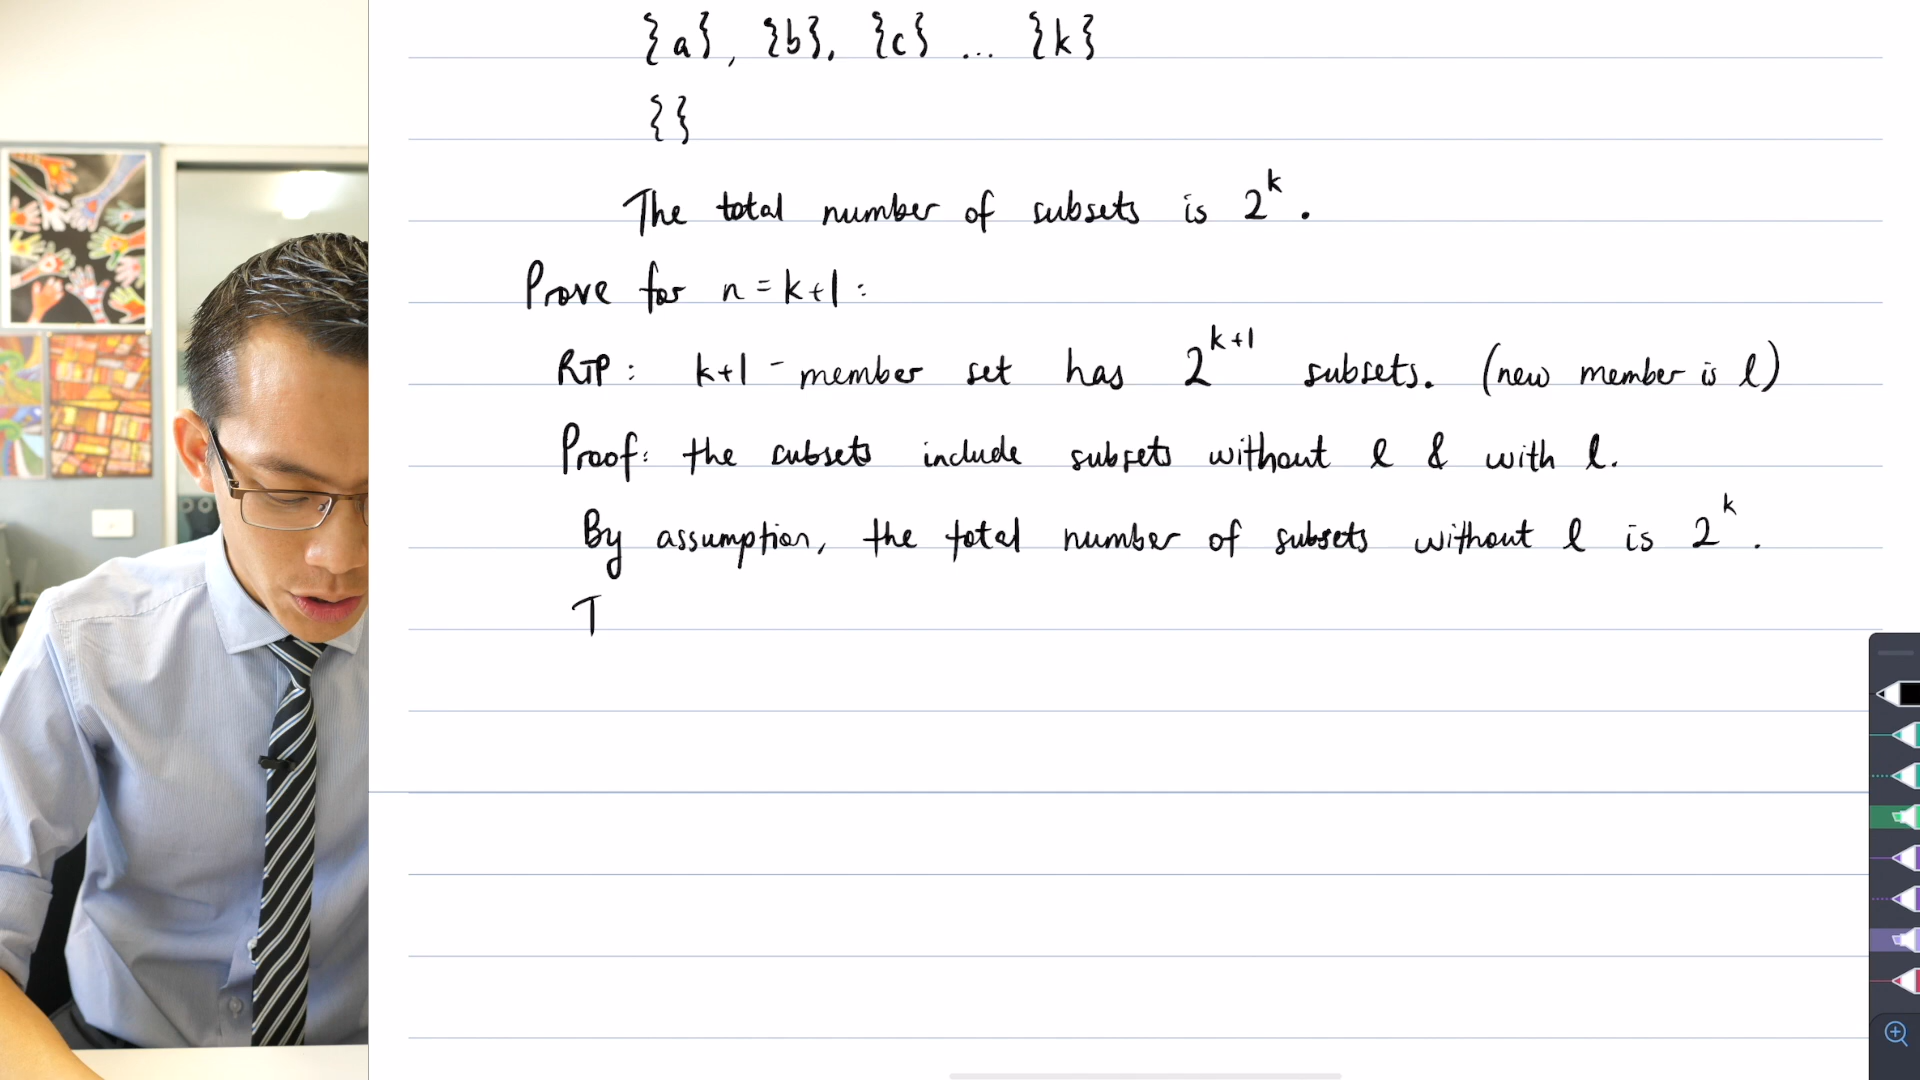 {a}, {b}, {c} ... {k}
{}
The total number of subsets is 2^k.
Prove for n = k+1:
RTP: k+1 - member set has 2^{k+1} subsets. (new member is l)
Proof: the subsets include subsets without l & with l.
By assumption, the total number of subsets without l is 2^k.
T